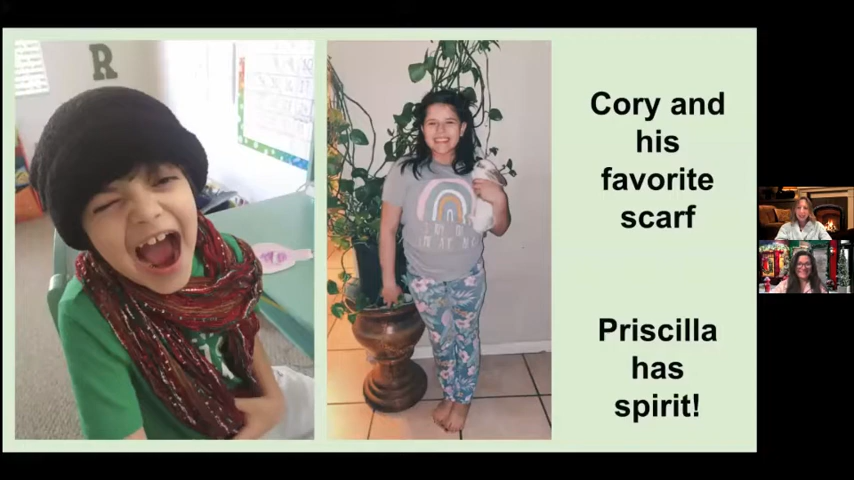 R
Cory and
his
favorite
scarf
Priscilla
has
spirit!